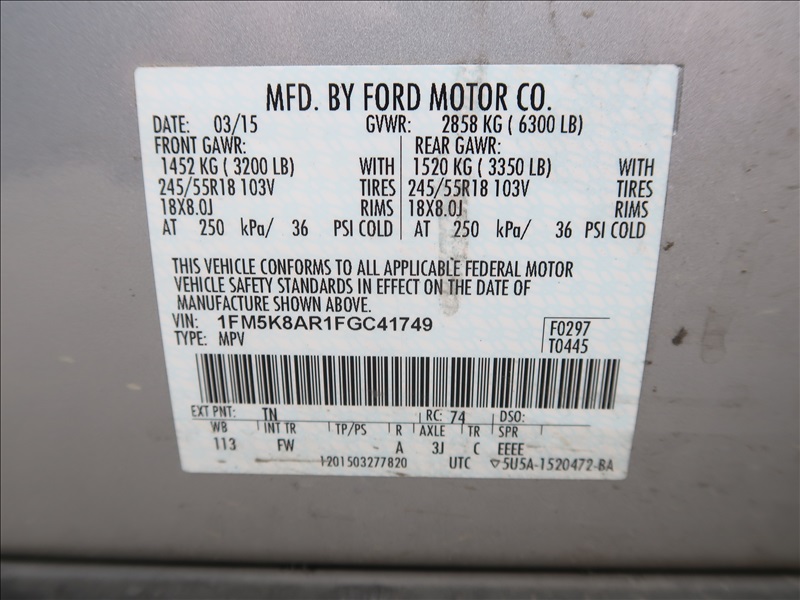 MFD. BY FORD MOTOR CO.
DATE: 03/15 GVWR: 2858 KG ( 6300 LB)
FRONT GAWR: REAR GAWR:
1452 KG ( 3200 LB) WITH 1520 KG ( 3350 LB) WITH
245/55R18 103V TIRES 245/55R18 103V TIRES
18X8.0J RIMS 18X8.0J RIMS
AT 250 kPa/ 36 PSI COLD AT 250 kPa/ 36 PSI COLD
THIS VEHICLE CONFORMS TO ALL APPLICABLE FEDERAL MOTOR
VEHICLE SAFETY STANDARDS IN EFFECT ON THE DATE OF
MANUFACTURE SHOWN ABOVE.
VIN: 1FM5K8AR1FGC41749 F0297
TYPE: MPV T0445
EXT PNT: TN RC: 74 DSO:
WB INT TR TP/PS R AXLE TR SPR
113 FW A 3J C EEEE
1201503277820 UTC ▽5U5A-1520472-BA